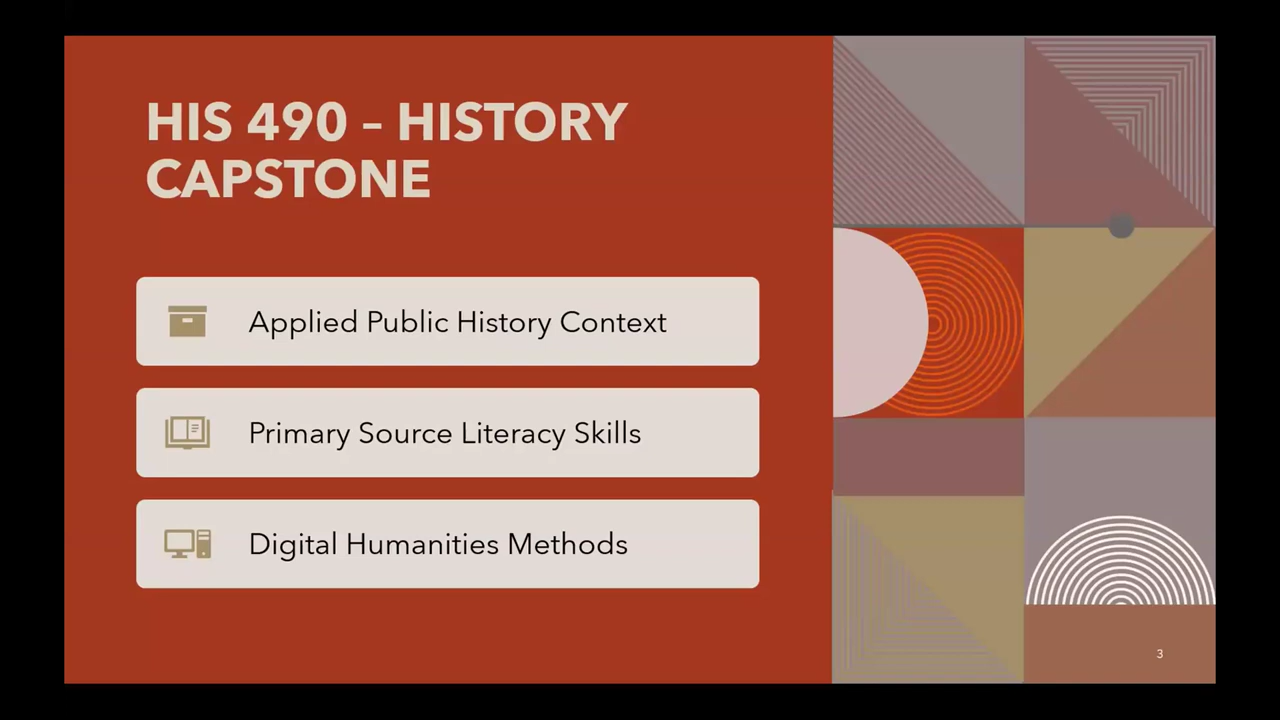 HIS 490 – HISTORY
CAPSTONE
Applied Public History Context
Primary Source Literacy Skills
Digital Humanities Methods
3